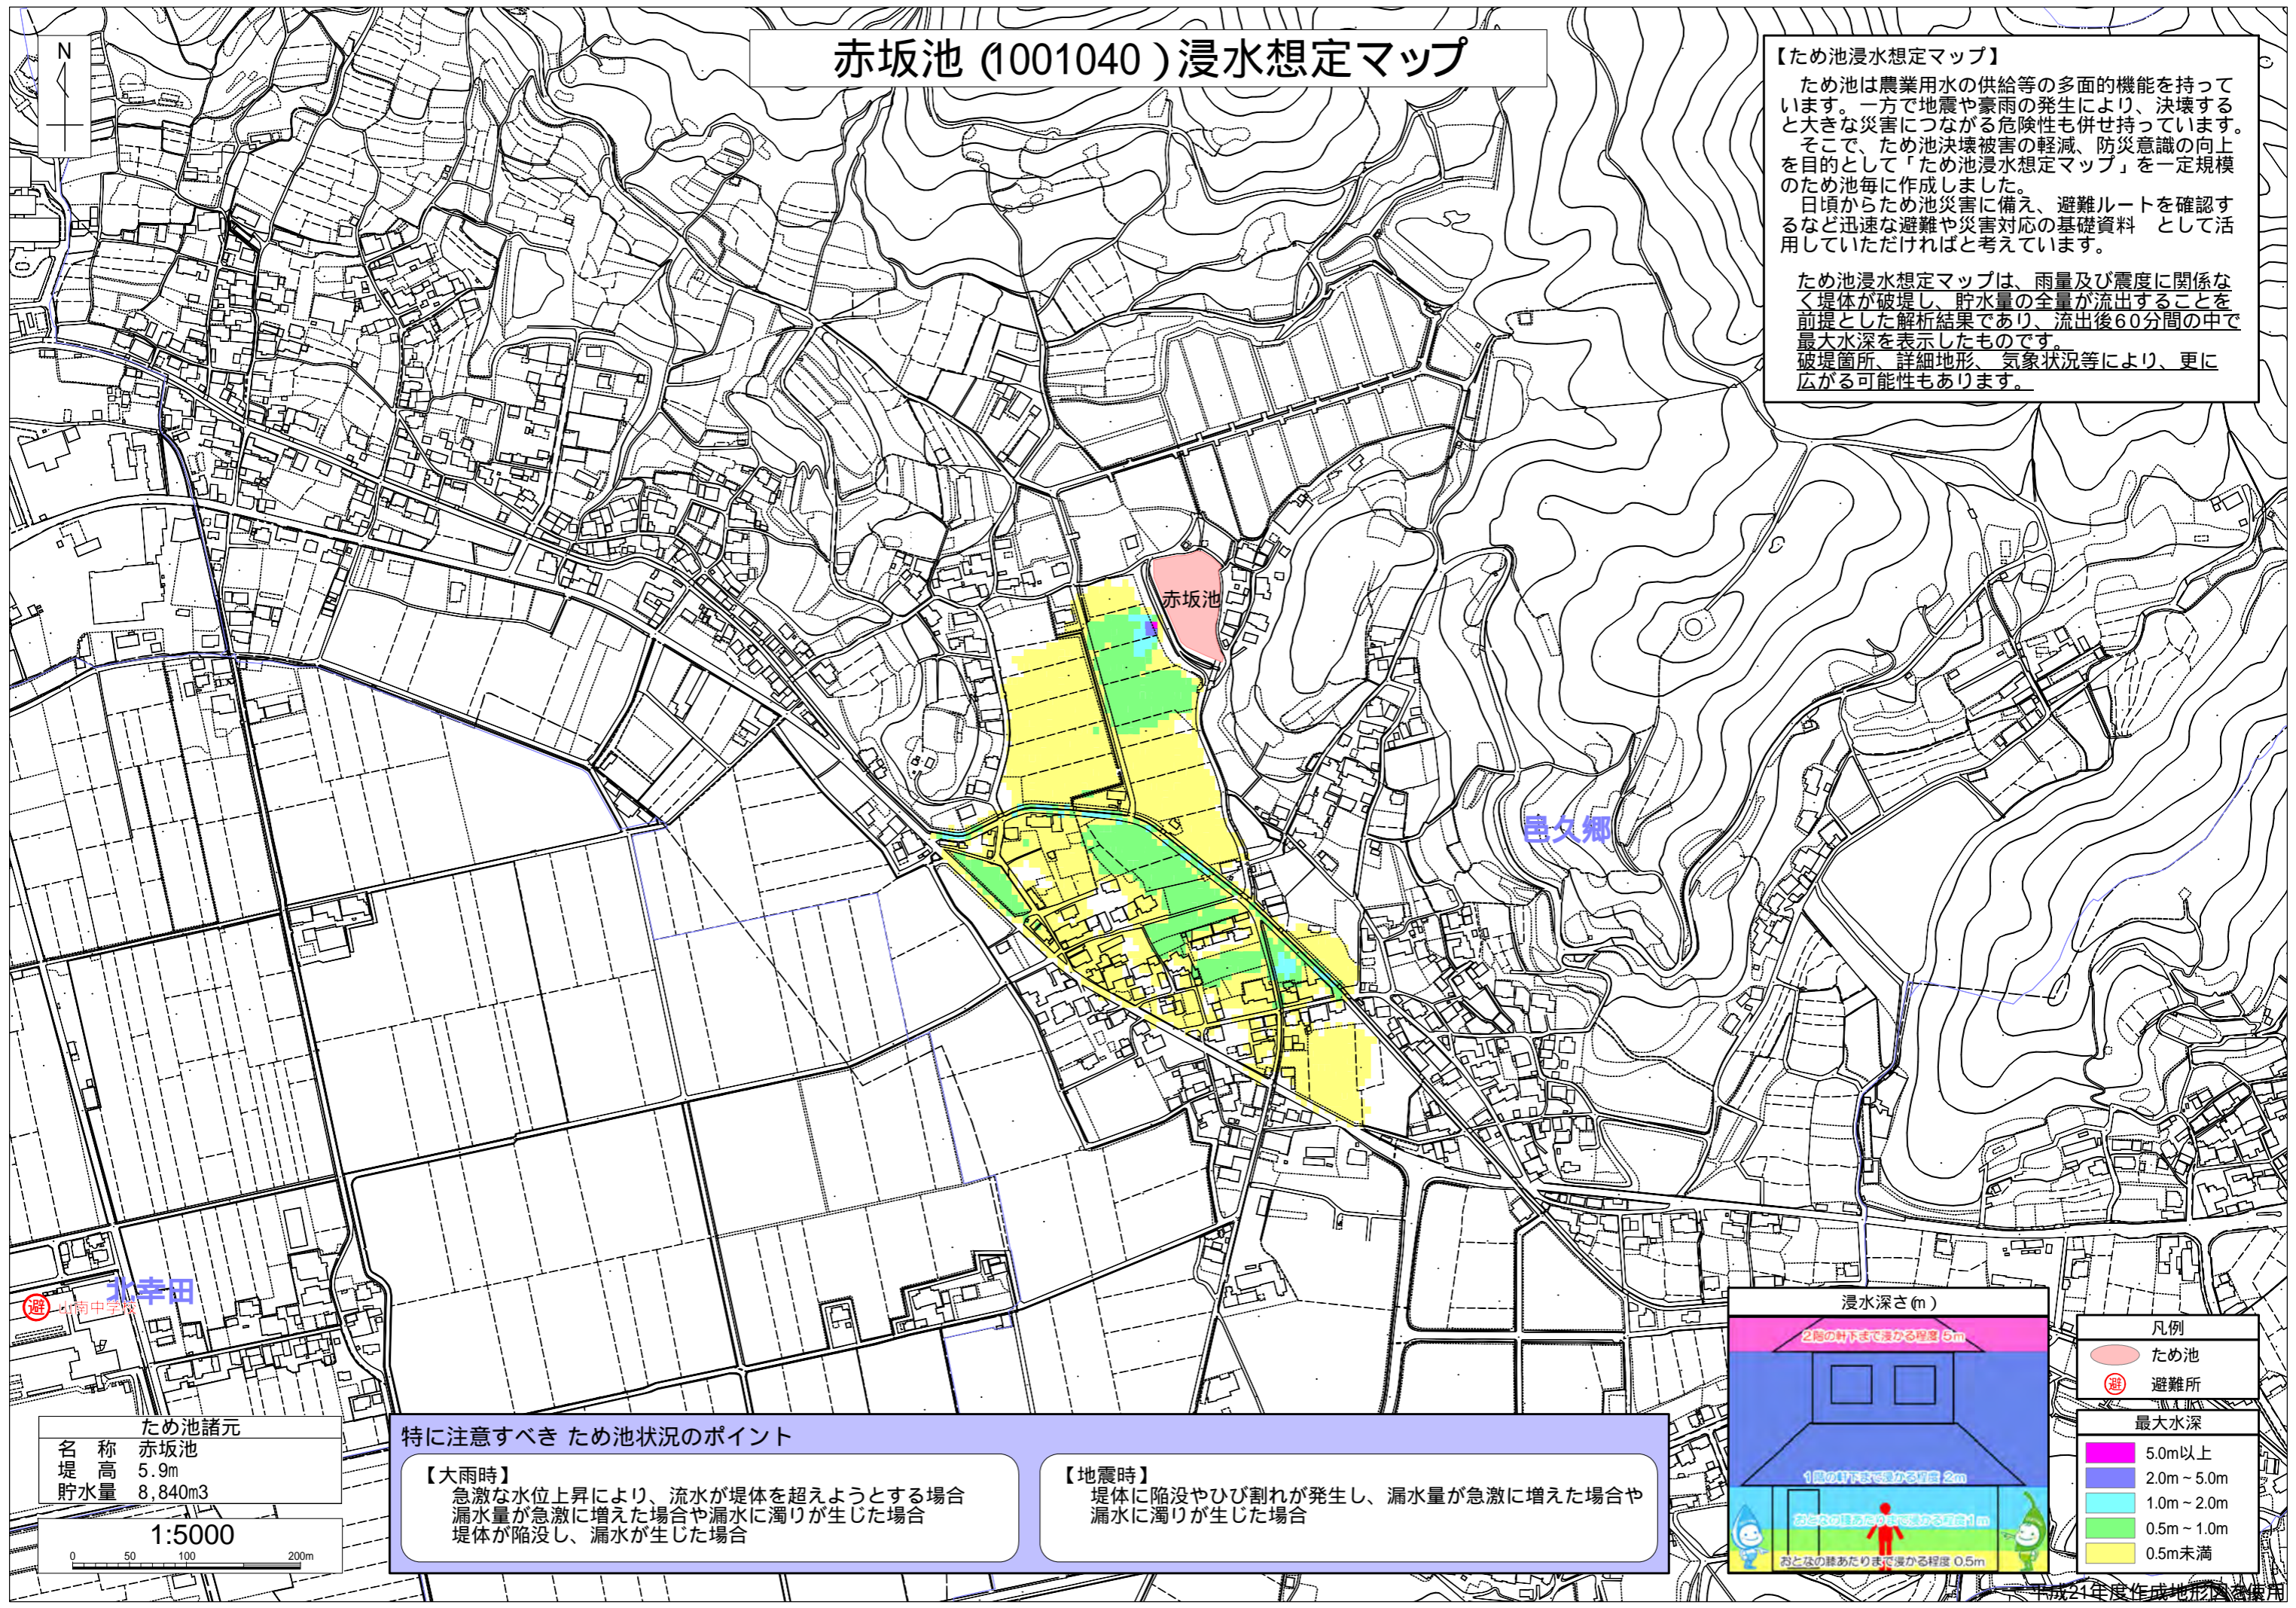 赤坂池(1001040)浸水想定マップ
N
【ため池浸水想定マップ】
ため池は農業用水の供給等の多面的機能を持って
います。一方で地震や豪雨の発生により、決壊する
と大きな災害につながる危険性も併せ持っています。
そこで、ため池決壊被害の軽減、防災意識の向上
を目的として「ため池浸水想定マップ」を一定規模
のため池毎に作成しました。
日頃からため池災害に備え、避難ルートを確認す
るなど迅速な避難や災害対応の基礎資料 として活
用していただければと考えています。
ため池浸水想定マップは、雨量及び震度に関係な
く堤体が破堤し、貯水量の全量が流出することを
前提とした解析結果であり、流出後60分間の中で
最大水深を表示したものです。
破堤箇所、詳細地形、気象状況等により、更に
広がる可能性もあります。
赤坂池
邑久郷
北幸田
避 山南中学校
ため池諸元
名 称 赤坂池
堤 高 5.9m
貯水量 8,840m3
1:5000
0 50 100 200m
特に注意すべき ため池状況のポイント
【大雨時】
急激な水位上昇により、流水が堤体を超えようとする場合
漏水量が急激に増えた場合や漏水に濁りが生じた場合
堤体が陥没し、漏水が生じた場合
【地震時】
堤体に陥没やひび割れが発生し、漏水量が急激に増えた場合や
漏水に濁りが生じた場合
浸水深さ(m)
2階の軒下まで浸かる程度 5m
1階の軒下まで浸かる程度 2m
おとなの腰あたりまで浸かる程度 1m
おとなの膝あたりまで浸かる程度 0.5m
凡例
ため池
避 避難所
最大水深
5.0m以上
2.0m~5.0m
1.0m~2.0m
0.5m~1.0m
0.5m未満
平成21年度作成地形図を使用